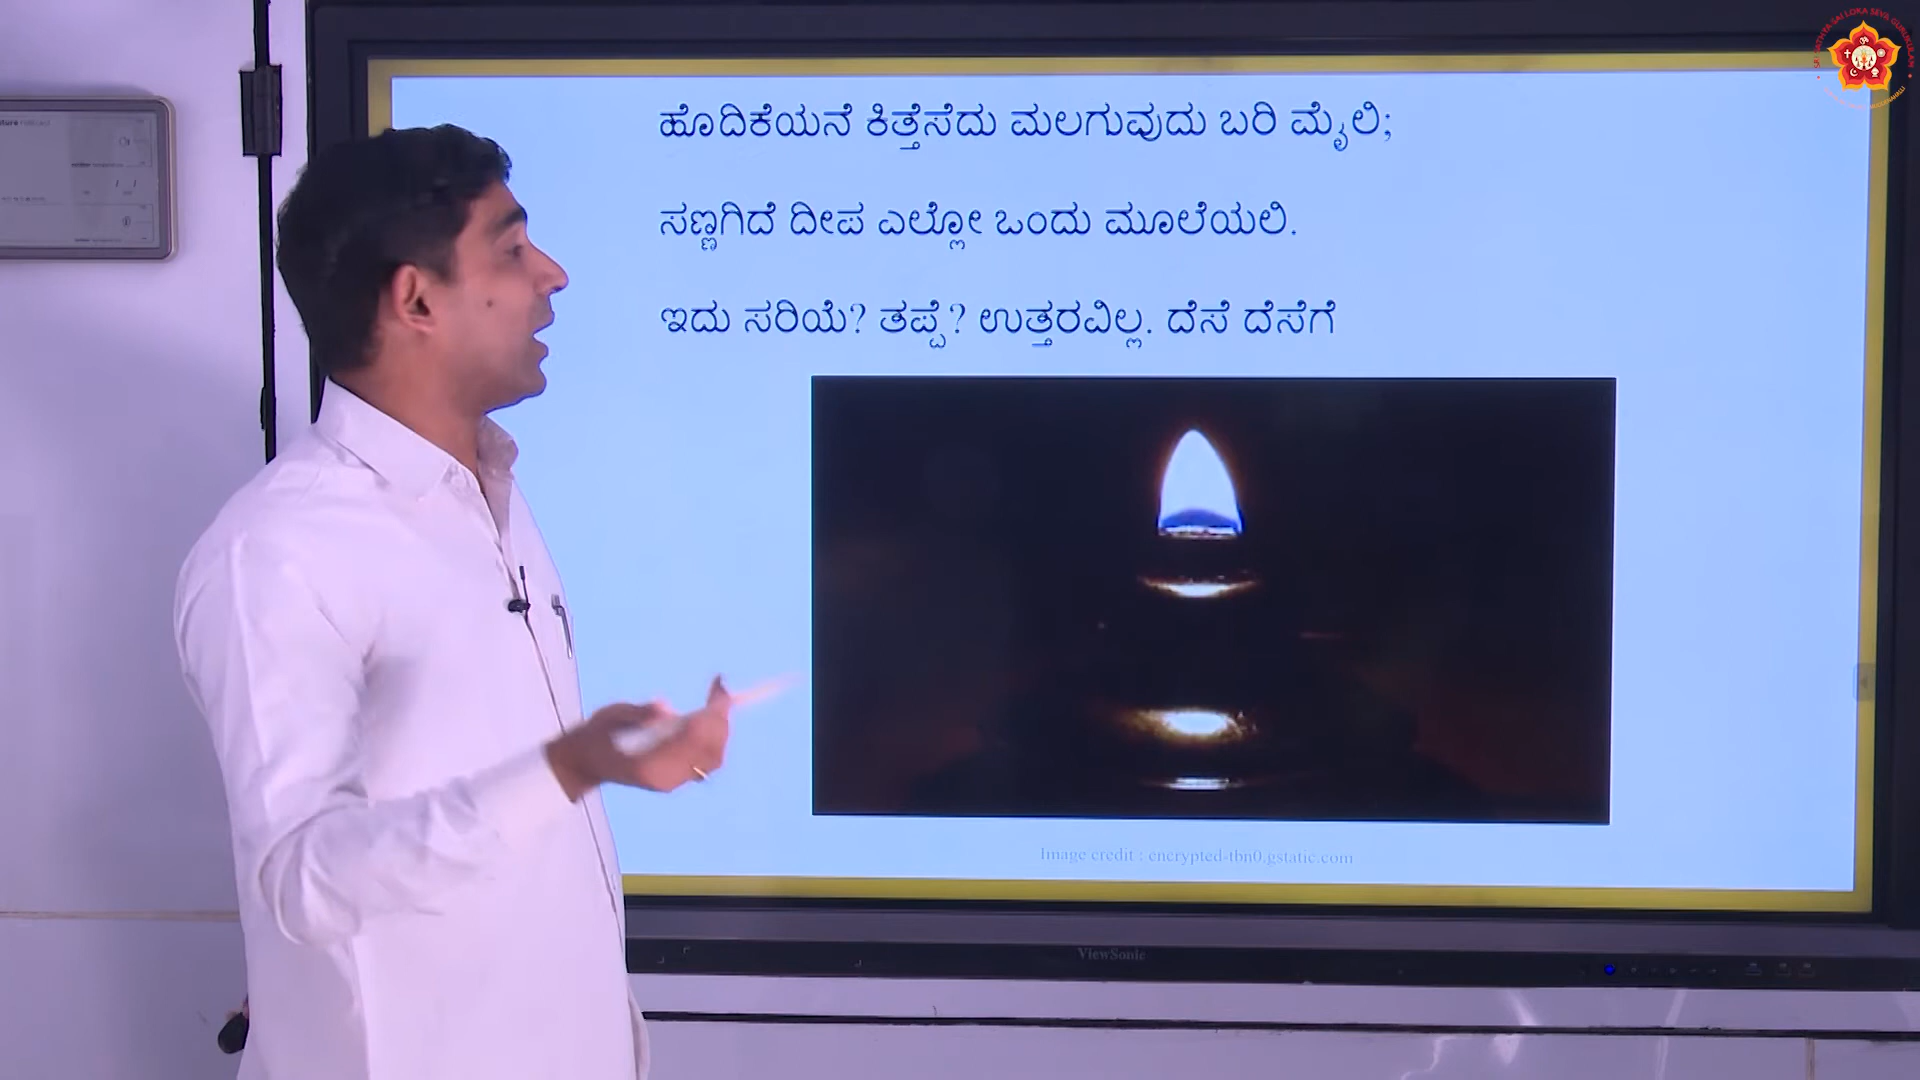 ಹೊದಿಕೆಯನೆ ಕಿತ್ತೆಸೆದು ಮಲಗುವುದು ಬರಿ ಮೈಲಿ;
ಸಣ್ಣಗಿದೆ ದೀಪ ಎಲ್ಲೋ ಒಂದು ಮೂಲೆಯಲಿ.
ಇದು ಸರಿಯೆ? ತಪ್ಪೆ? ಉತ್ತರವಿಲ್ಲ. ದೆಸೆ ದೆಸೆಗೆ
Image credit : encrypted-tbn0.gstatic.com
ViewSonic